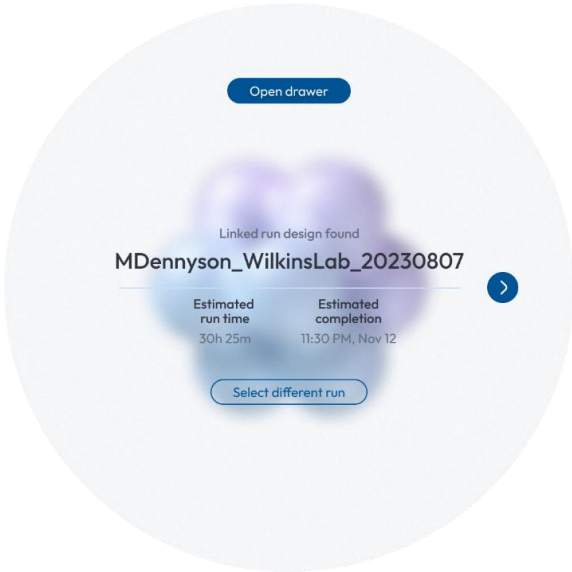 Open drawer
Linked run design found
MDennyson_WilkinsLab_20230807
Estimated
run time
Estimated
completion
30h 25m
11:30 PM, Nov 12
Select different run